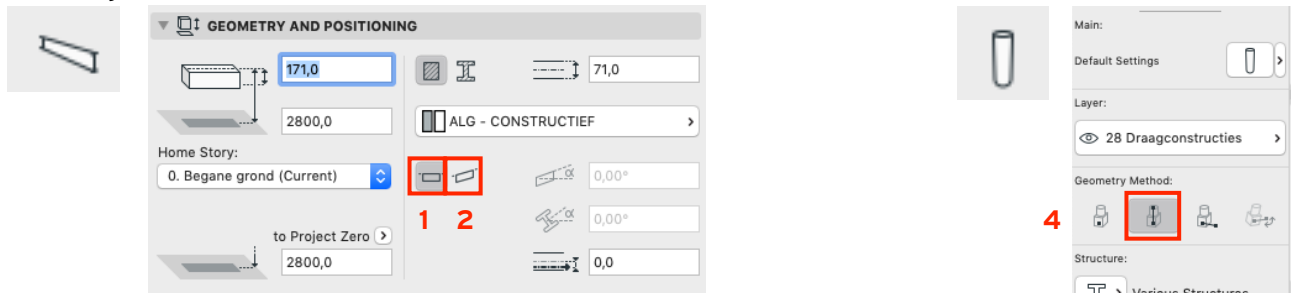 GEOMETRY AND POSITIONING
171,0
71,0
2800,0
ALG - CONSTRUCTIEF
Home Story:
0. Begane grond (Current)
α
0,00°
1 2
α
0,00°
to Project Zero
2800,0
0,0
Main:
Default Settings
Layer:
28 Draagconstructies
Geometry Method:
4
Structure:
Various Structures